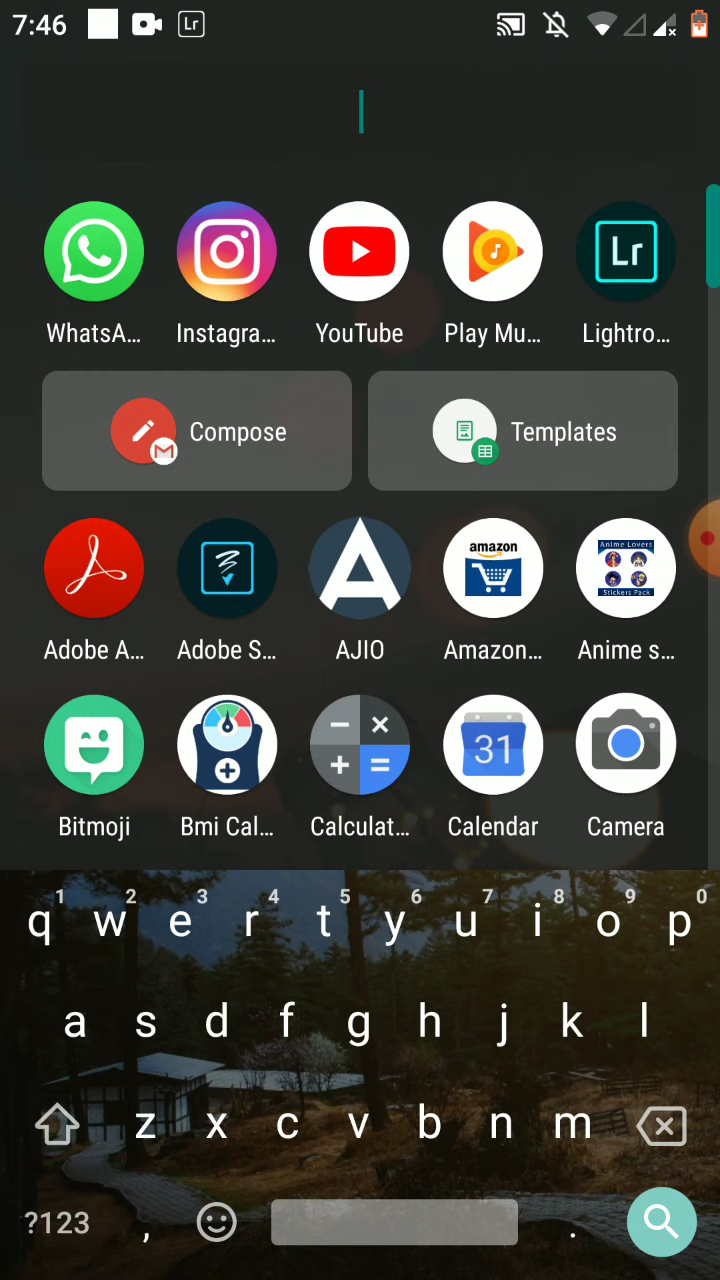 7:46 Lr
Lr
WhatsA... Instagra... YouTube Play Mu... Lightro...
Compose Templates
amazon
Anime Lovers
Stickers Pack
31
Adobe A... Adobe S... AJIO Amazon... Anime s...
Bitmoji Bmi Cal... Calculat... Calendar Camera
1 2 3 4 5 6 7 8 9 0
q w e r t y u i o p
a s d f g h j k l
z x c v b n m
?123 , .